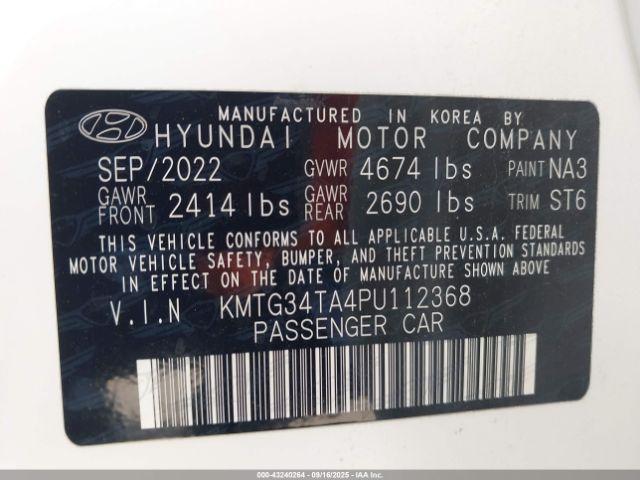 MANUFACTURED IN KOREA BY
HYUNDAI MOTOR COMPANY
SEP/2022 GVWR 4674 lbs PAINT NA3
GAWR FRONT 2414 lbs GAWR REAR 2690 lbs TRIM ST6
THIS VEHICLE CONFORMS TO ALL APPLICABLE U.S.A. FEDERAL
MOTOR VEHICLE SAFETY, BUMPER, AND THEFT PREVENTION STANDARDS
IN EFFECT ON THE DATE OF MANUFACTURE SHOWN ABOVE.
V.I.N KMTG34TA4PU112368
PASSENGER CAR
000-43240264 - 09/16/2025 - IAAI.CA